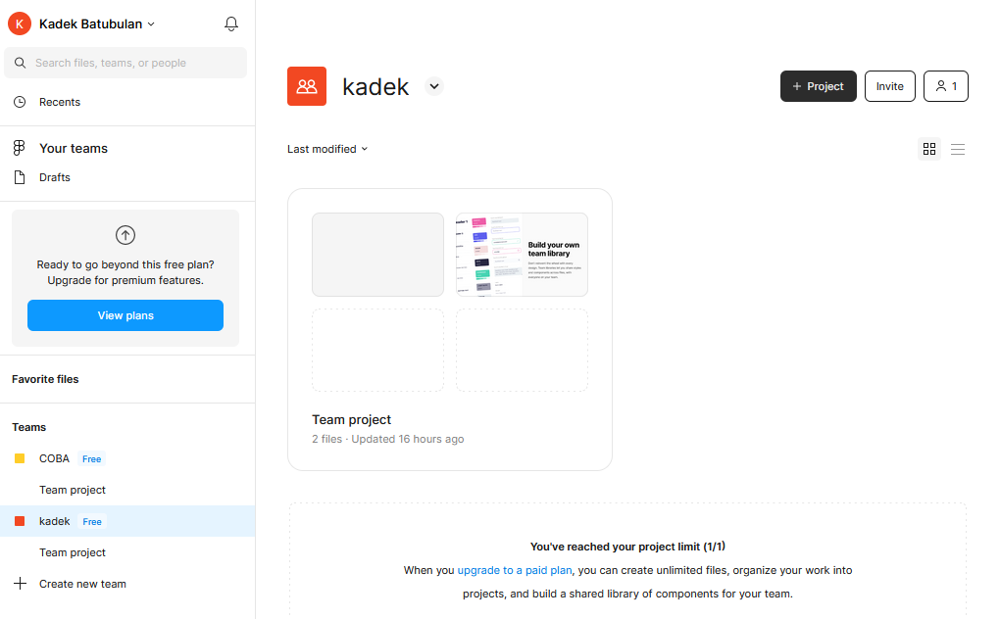 K Kadek Batubulan
Search files, teams, or people
Recents
Your teams
Drafts
Ready to go beyond this free plan?
Upgrade for premium features.
View plans
Favorite files
Teams
COBA Free
Team project
kadek Free
Team project
Create new team
kadek
+ Project
Invite
1
Last modified
Build your own
team library
Team project
2 files · Updated 16 hours ago
You've reached your project limit (1/1)
When you upgrade to a paid plan, you can create unlimited files, organize your work into
projects, and build a shared library of components for your team.